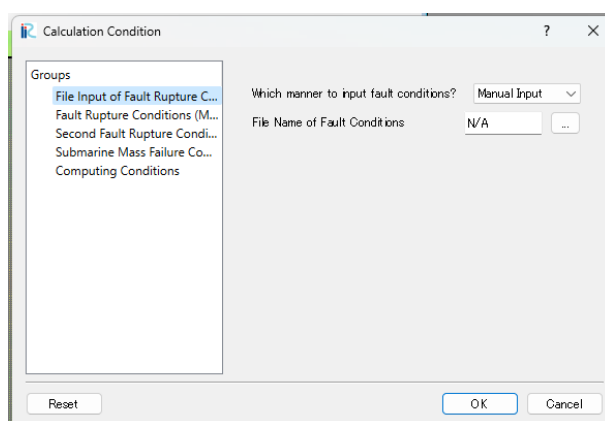 iRIC Calculation Condition ? ×
Groups
File Input of Fault Rupture C...
Fault Rupture Conditions (M...
Second Fault Rupture Condi...
Submarine Mass Failure Co...
Computing Conditions
Which manner to input fault conditions? Manual Input
File Name of Fault Conditions N/A ...
Reset OK Cancel